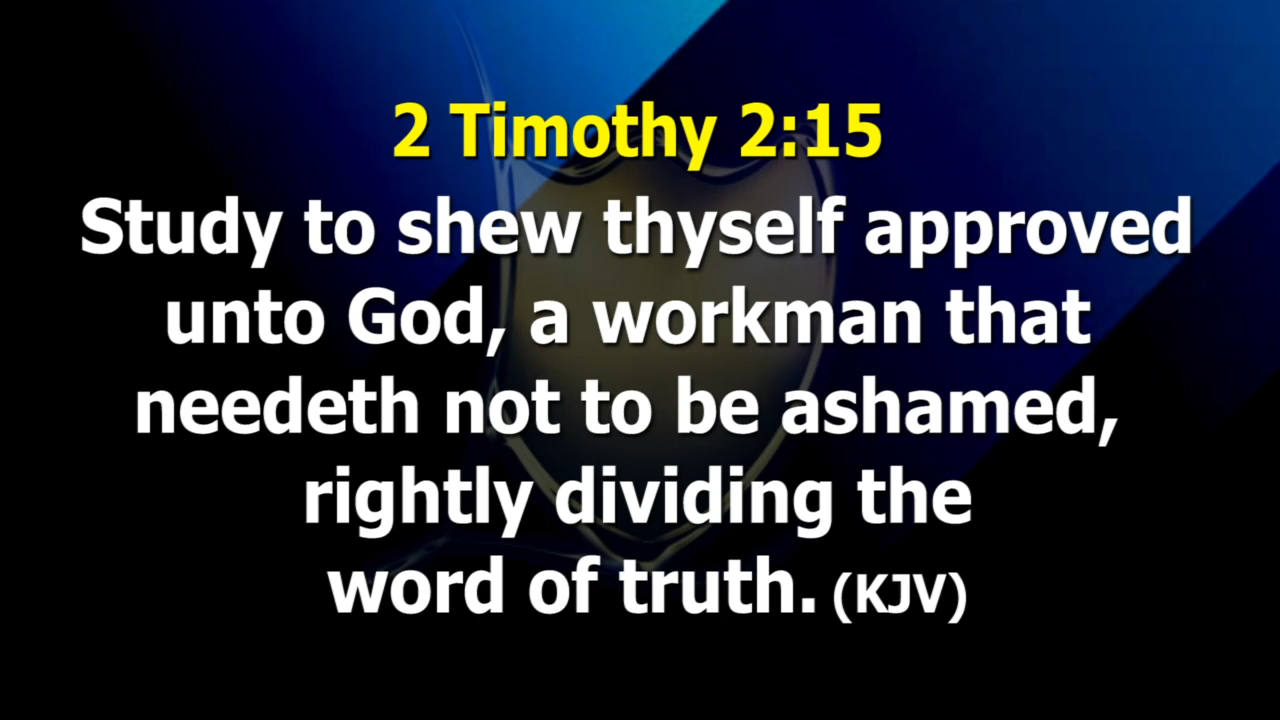 2 Timothy 2:15
Study to shew thyself approved
unto God, a workman that
needeth not to be ashamed,
rightly dividing the
word of truth. (KJV)